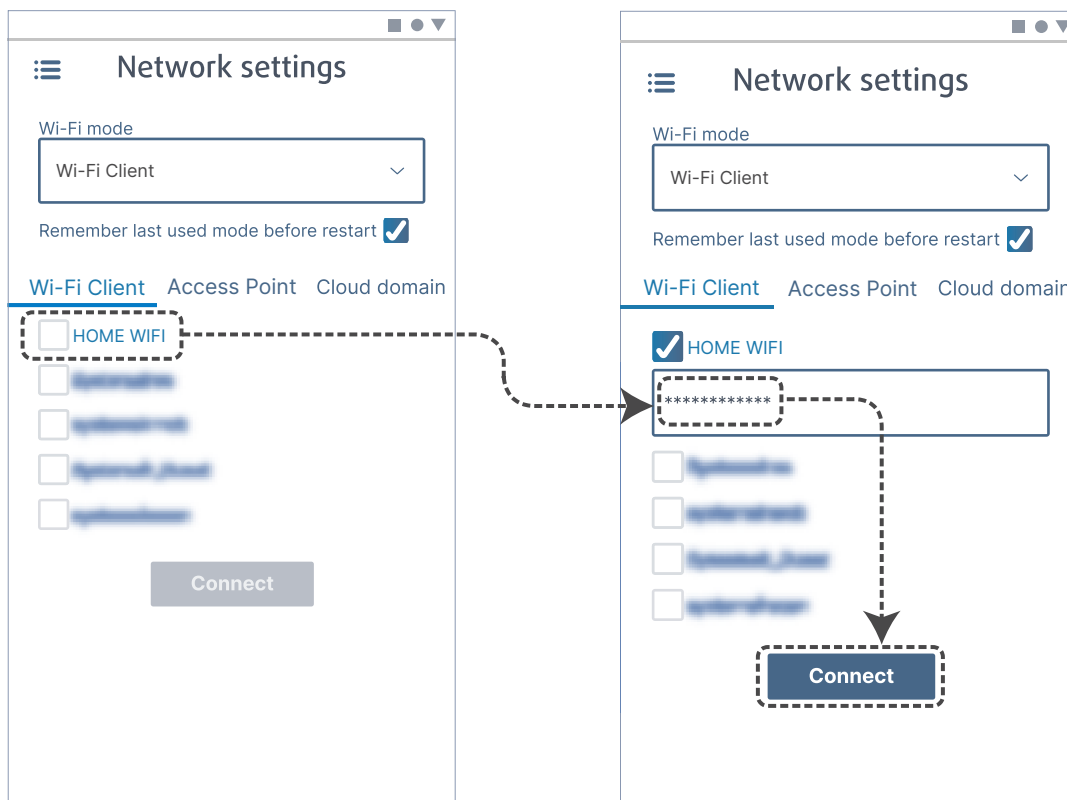 Network settings
Wi-Fi mode
Wi-Fi Client
Remember last used mode before restart
Wi-Fi Client Access Point Cloud domain
HOME WIFI
Connect
Network settings
Wi-Fi mode
Wi-Fi Client
Remember last used mode before restart
Wi-Fi Client Access Point Cloud domain
HOME WIFI
************
Connect